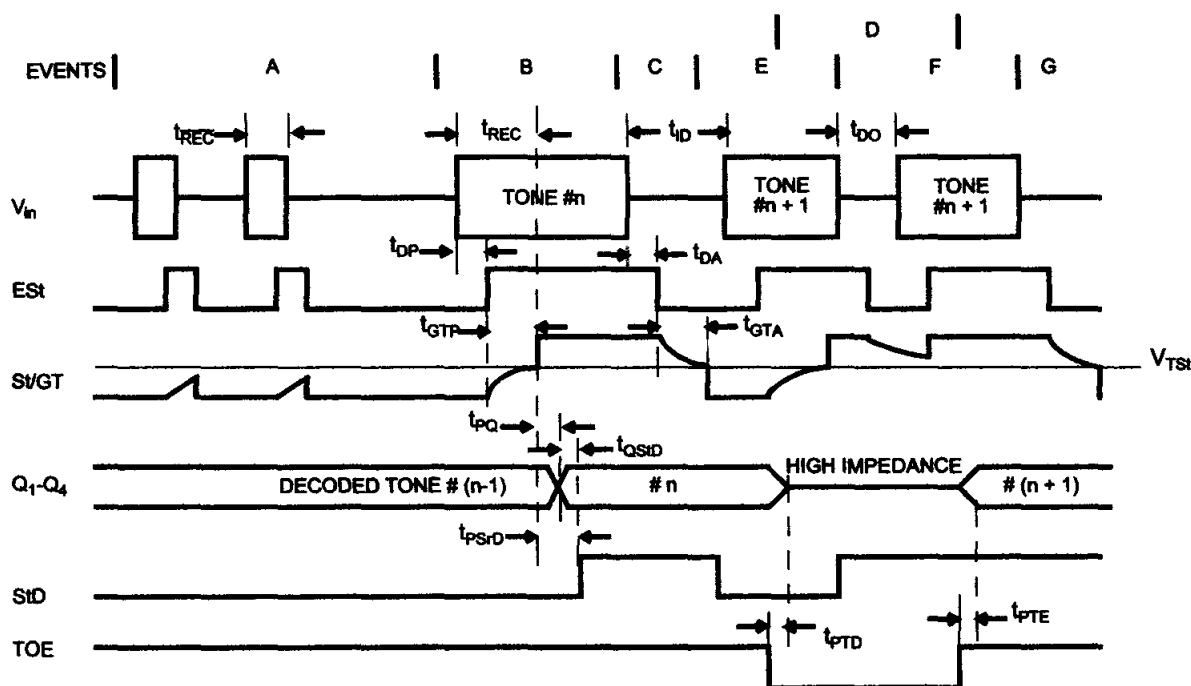 D
EVENTS A B C E F G
tREC tREC tID tDO
Vin TONE #n TONE #n + 1 TONE #n + 1
tDP tDA
ESt
tGTP tGTA
VTSt
St/GT
tPQ
tQStD
HIGH IMPEDANCE
Q1-Q4 DECODED TONE # (n-1) # n # (n + 1)
tPSrD
StD
tPTD tPTE
TOE